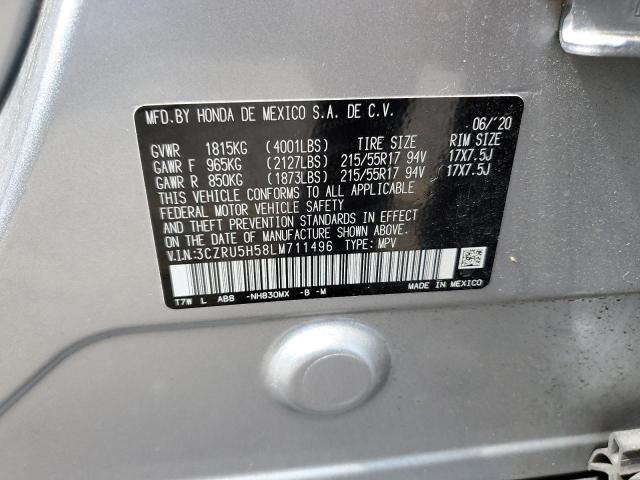 MFD.BY HONDA DE MEXICO S.A. DE C.V.
06/'20
GVWR 1815KG (4001LBS) TIRE SIZE RIM SIZE
GAWR F 965KG (2127LBS) 215/55R17 94V 17X7.5J
GAWR R 850KG (1873LBS) 215/55R17 94V 17X7.5J
THIS VEHICLE CONFORMS TO ALL APPLICABLE
FEDERAL MOTOR VEHICLE SAFETY
AND THEFT PREVENTION STANDARDS IN EFFECT
ON THE DATE OF MANUFACTURE SHOWN ABOVE.
V.I.N:3CZRU5H58LM711496 TYPE: MPV
T7W L AB8 -NH830MX -B -M MADE IN MEXICO